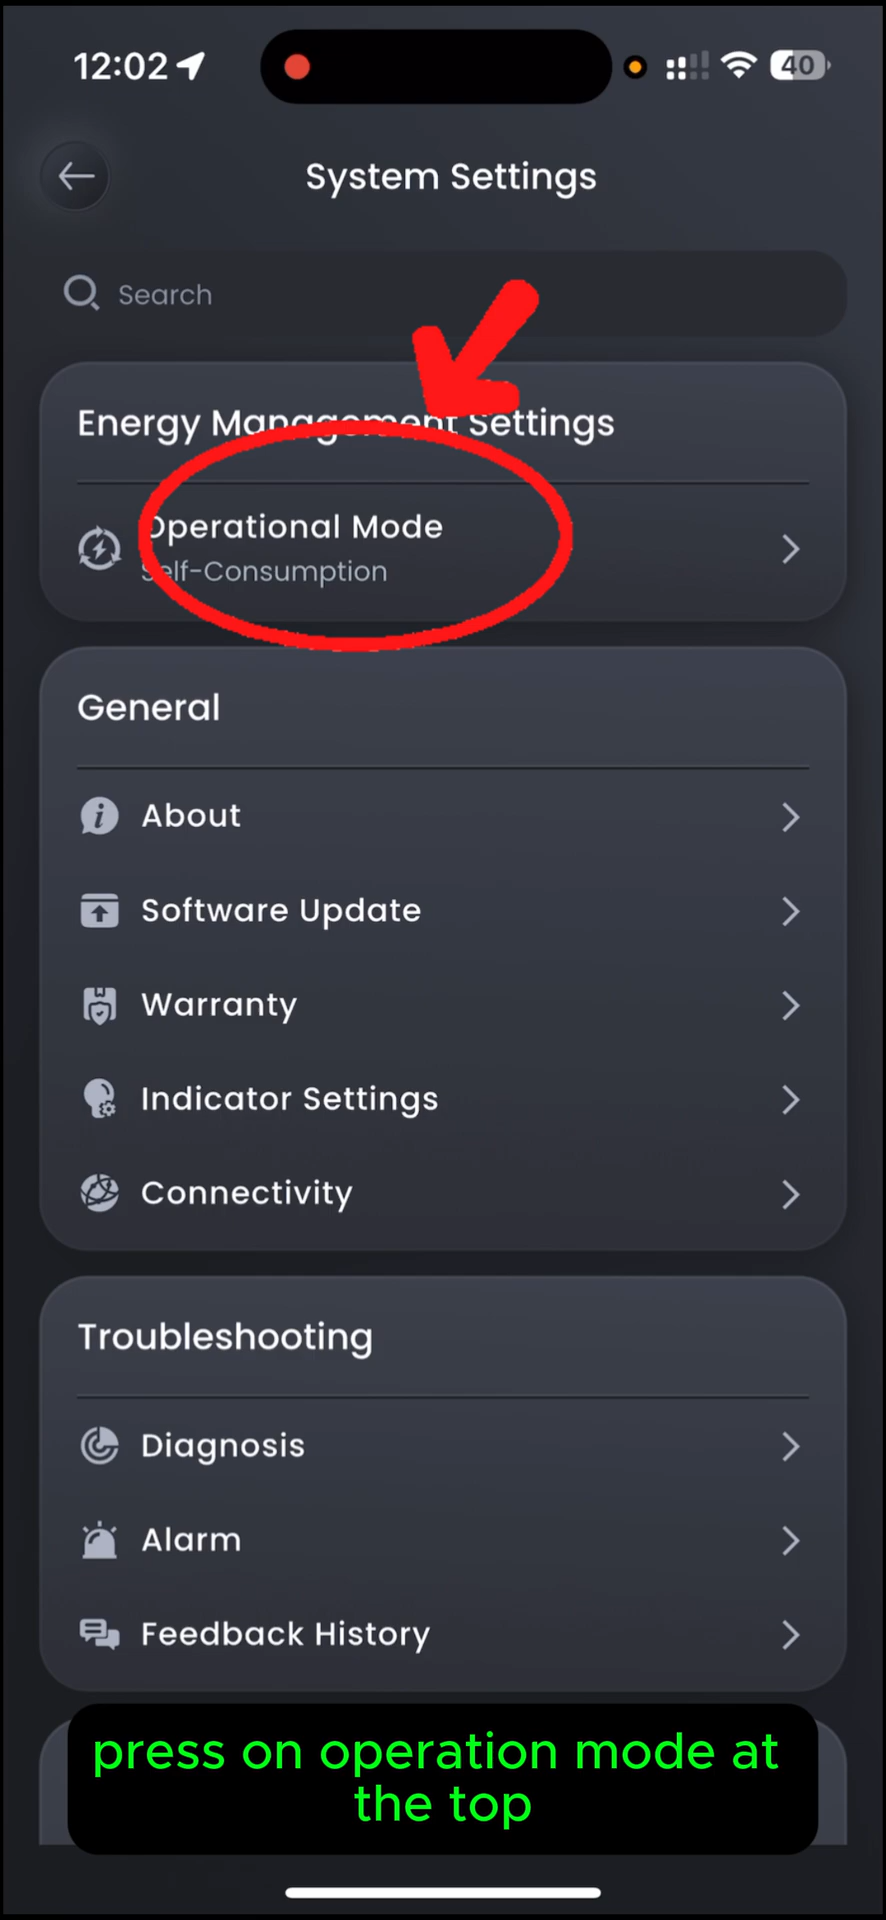 12:02
40
System Settings
Search
Energy Management Settings
Operational Mode
Self-Consumption
General
About
Software Update
Warranty
Indicator Settings
Connectivity
Troubleshooting
Diagnosis
Alarm
Feedback History
press on operation mode at
the top